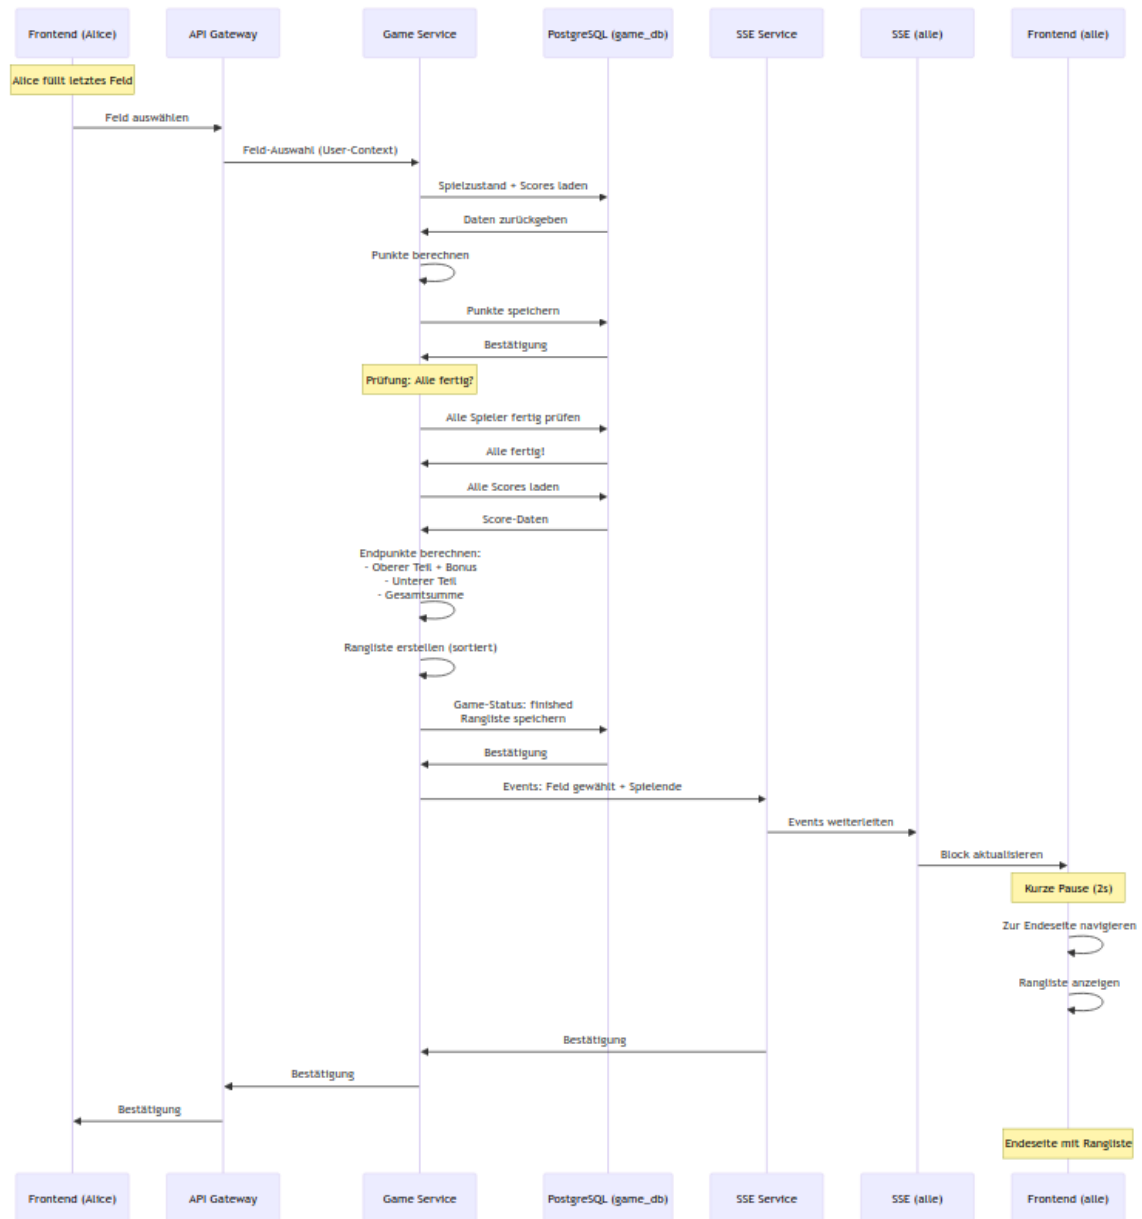 Frontend (Alice)
API Gateway
Game Service
PostgreSQL (game_db)
SSE Service
SSE (alle)
Frontend (alle)
Alice füllt letztes Feld
Feld auswählen
Feld-Auswahl (User-Context)
Spielzustand + Scores laden
Daten zurückgeben
Punkte berechnen
Punkte speichern
Bestätigung
Prüfung: Alle fertig?
Alle Spieler fertig prüfen
Alle fertig!
Alle Scores laden
Score-Daten
Endpunkte berechnen:
- Oberer Teil + Bonus
- Unterer Teil
- Gesamtsumme
Rangliste erstellen (sortiert)
Game-Status: finished
Rangliste speichern
Bestätigung
Events: Feld gewählt + Spielende
Events weiterleiten
Block aktualisieren
Kurze Pause (2s)
Zur Endeseite navigieren
Rangliste anzeigen
Bestätigung
Bestätigung
Bestätigung
Endeseite mit Rangliste
Frontend (Alice)
API Gateway
Game Service
PostgreSQL (game_db)
SSE Service
SSE (alle)
Frontend (alle)